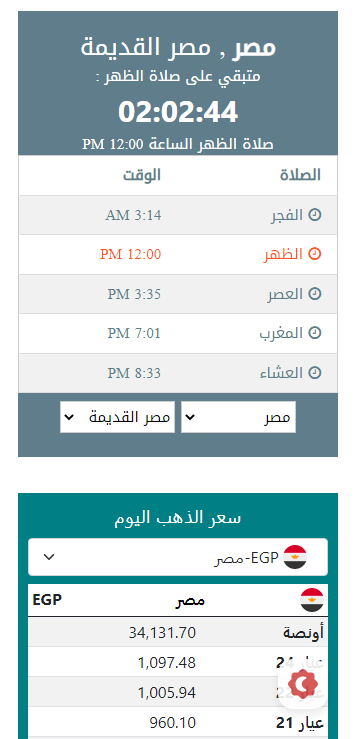 مصر , مصر القديمة
متبقي على صلاة الظهر :
02:02:44
صلاة الظهر الساعة 12:00 PM
الصلاة الوقت
الفجر 3:14 AM
الظهر 12:00 PM
العصر 3:35 PM
المغرب 7:01 PM
العشاء 8:33 PM
مصر مصر القديمة
سعر الذهب اليوم
EGP-مصر
مصر EGP
أونصة 34,131.70
عيار 24 1,097.48
1,005.94
عيار 21 960.10